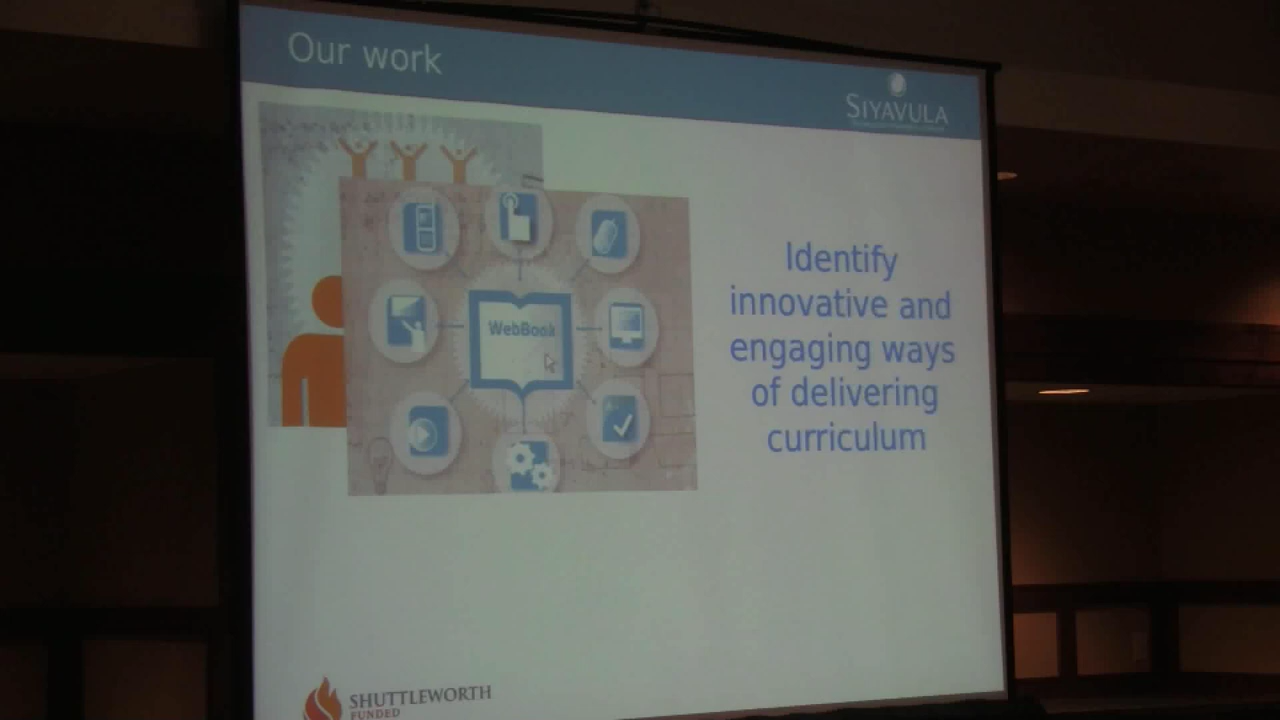 Our work
SIYAVULA
WebBook
Identify
innovative and
engaging ways
of delivering
curriculum
SHUTTLEWORTH
FUNDED